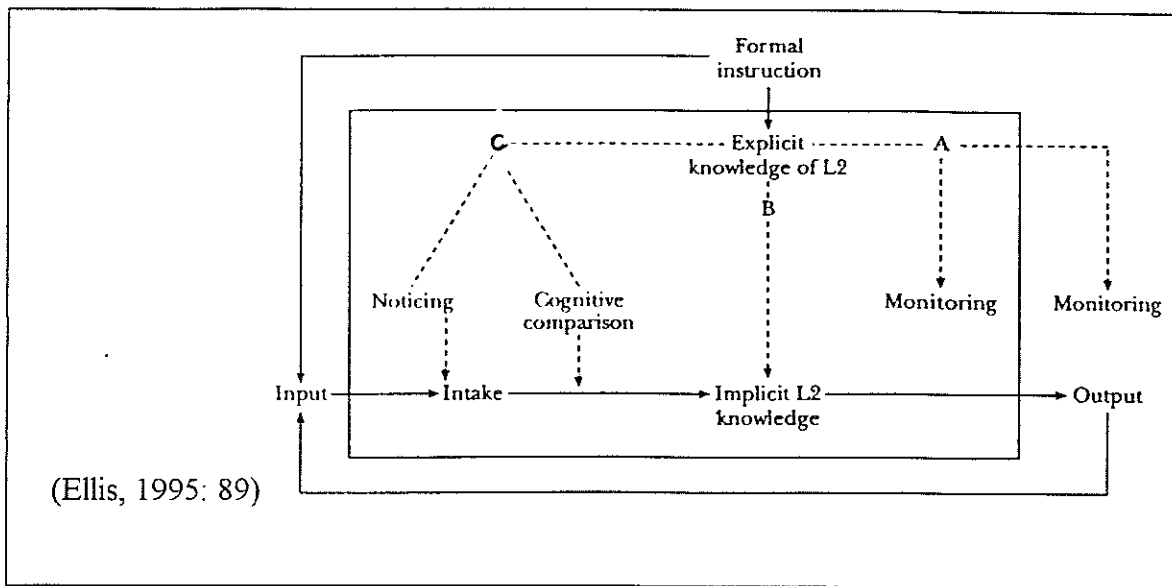 Formal
instruction
C
Explicit
knowledge of L2
A
B
Noticing
Cognitive
comparison
Monitoring
Monitoring
Input
Intake
Implicit L2
knowledge
Output
(Ellis, 1995: 89)